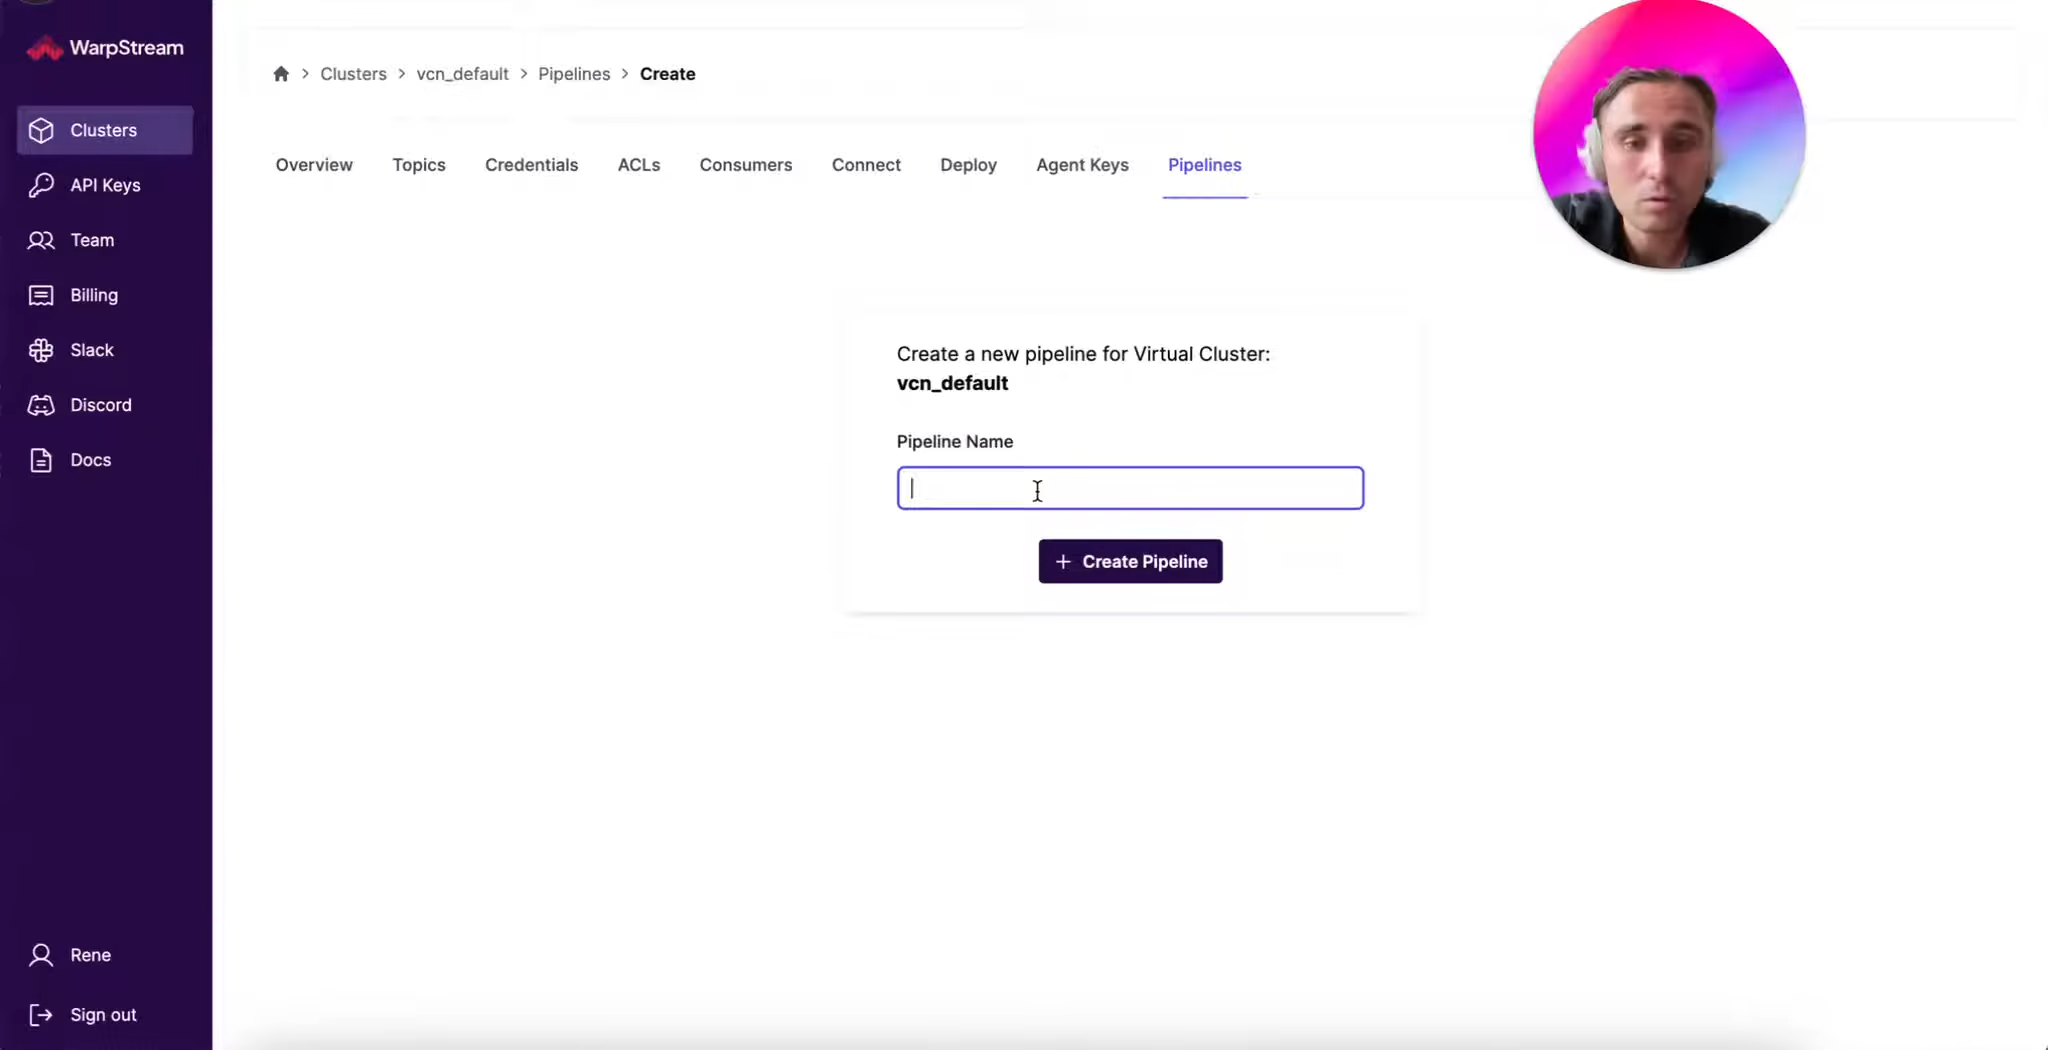 WarpStream
Clusters
API Keys
Team
Billing
Slack
Discord
Docs
Rene
Sign out
Clusters > vcn_default > Pipelines > Create
Overview Topics Credentials ACLs Consumers Connect Deploy Agent Keys Pipelines
Create a new pipeline for Virtual Cluster:
vcn_default
Pipeline Name
+ Create Pipeline